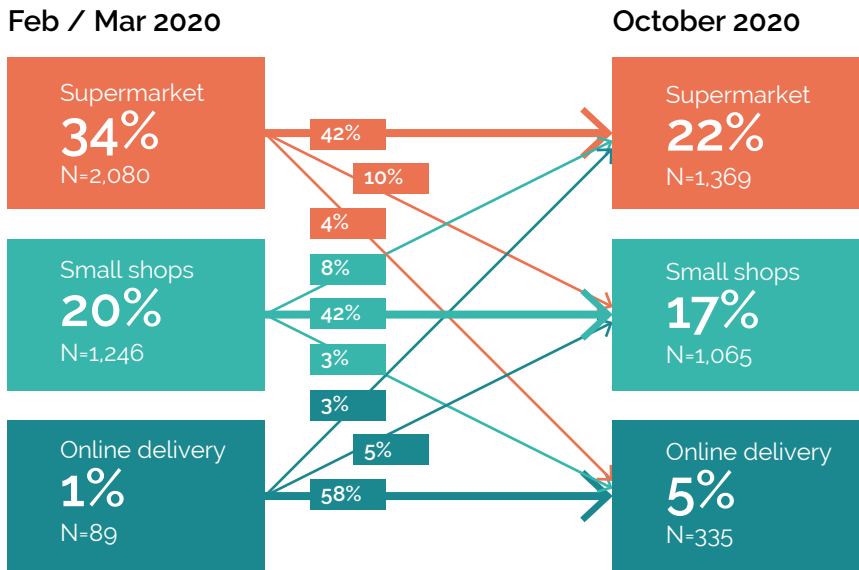 Feb / Mar 2020
October 2020
Supermarket
34%
N=2,080
42%
10%
4%
Supermarket
22%
N=1,369
Small shops
20%
N=1,246
8%
42%
3%
Small shops
17%
N=1,065
Online delivery
1%
N=89
3%
5%
58%
Online delivery
5%
N=335